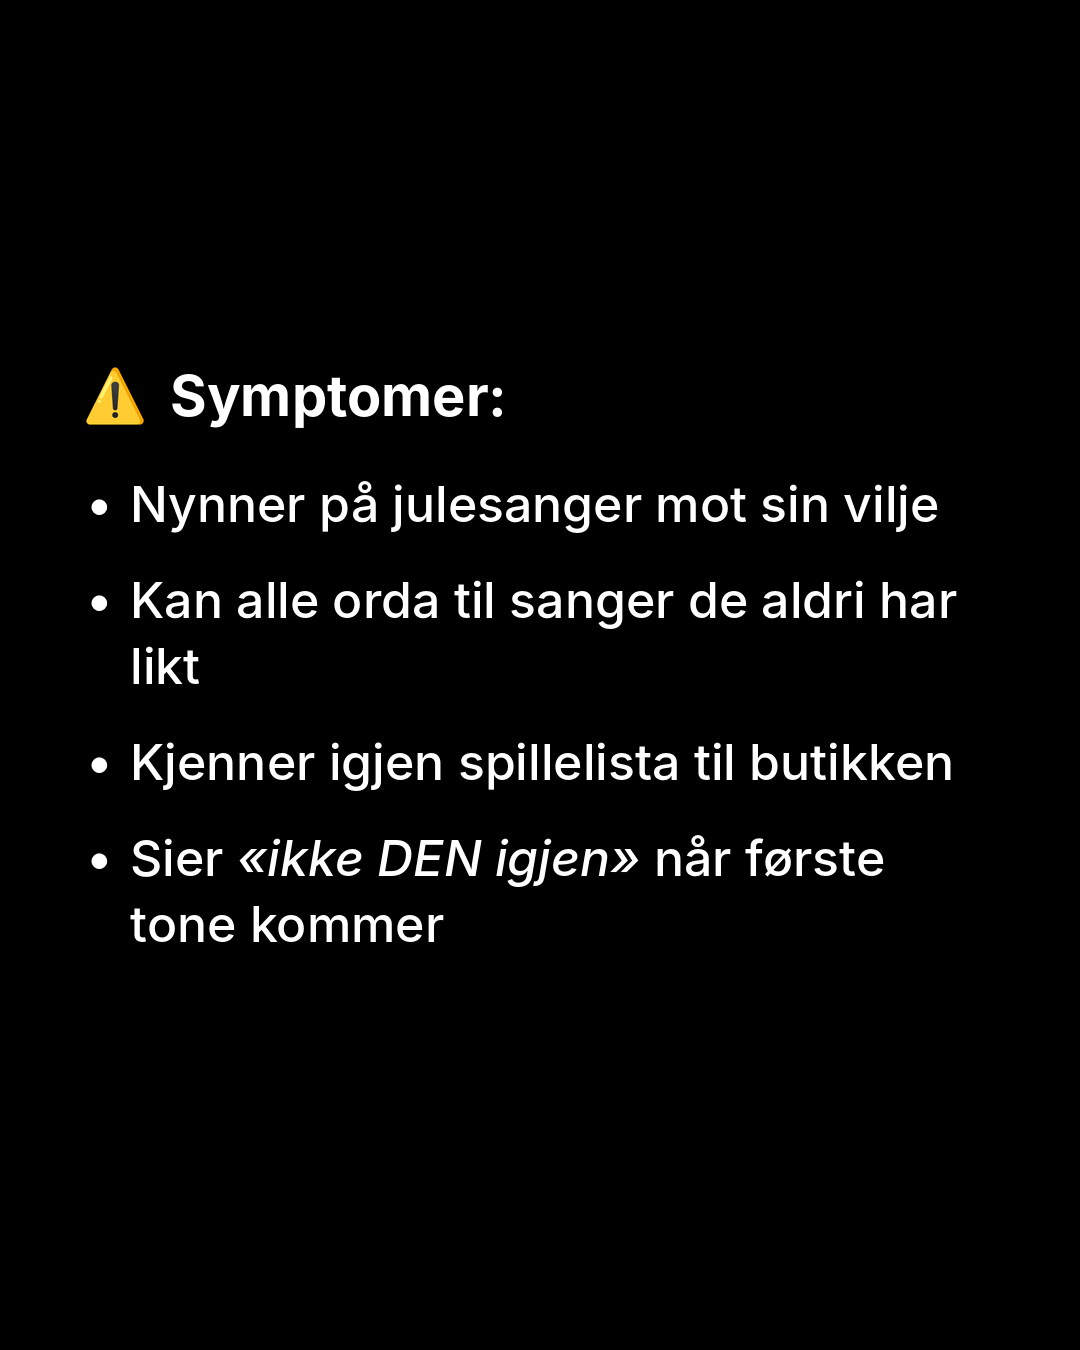 ⚠️ Symptomer:
• Nynner på julesanger mot sin vilje
• Kan alle orda til sanger de aldri har
likt
• Kjenner igjen spillelista til butikken
• Sier «ikke DEN igjen» når første
tone kommer